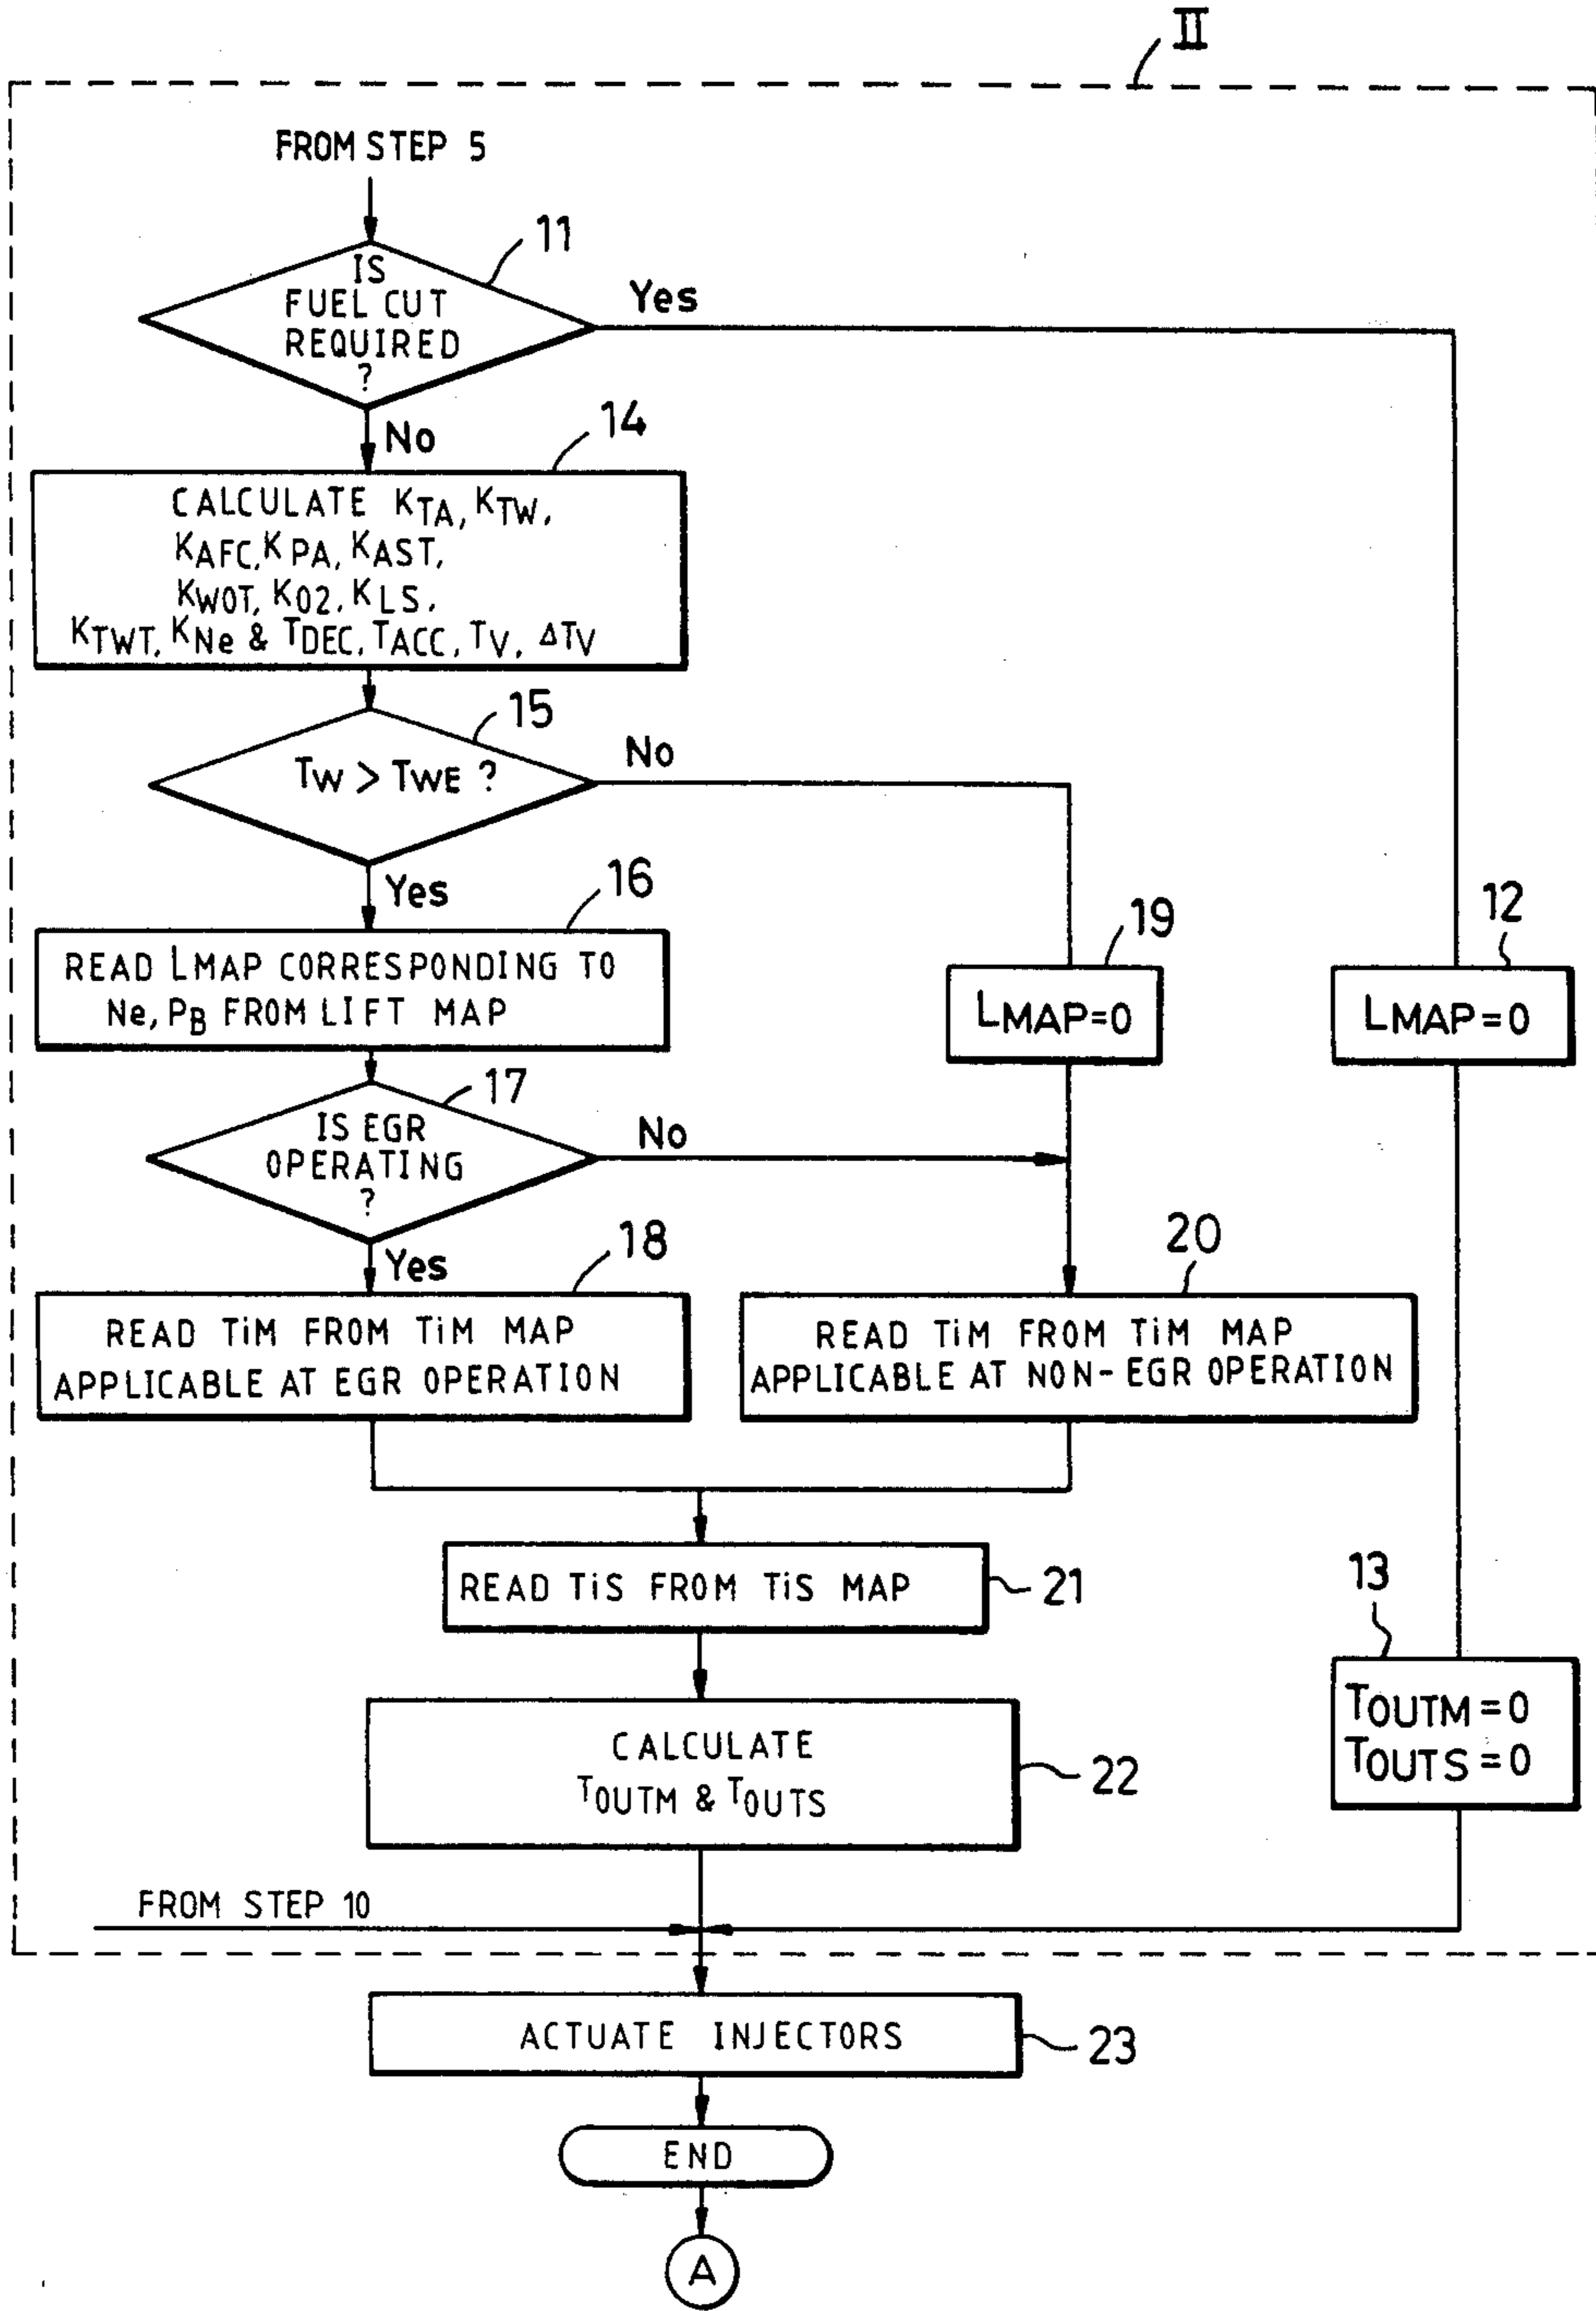 II
FROM STEP 5
11
IS
FUEL CUT
REQUIRED
?
Yes
No
14
CALCULATE KTA, KTW,
KAFC, KPA, KAST,
KWOT, KO2, KLS,
KTWT, KNe & TDEC, TACC, TV, ΔTV
15
TW > TWE ?
No
Yes
16
READ LMAP CORRESPONDING TO
Ne, PB FROM LIFT MAP
19
LMAP=0
12
LMAP=0
17
IS EGR
OPERATING
?
No
Yes
18
READ TiM FROM TiM MAP
APPLICABLE AT EGR OPERATION
20
READ TiM FROM TiM MAP
APPLICABLE AT NON-EGR OPERATION
READ TiS FROM TiS MAP
21
13
TOUTM=0
TOUTS=0
CALCULATE
TOUTM & TOUTS
22
FROM STEP 10
ACTUATE INJECTORS
23
END
A